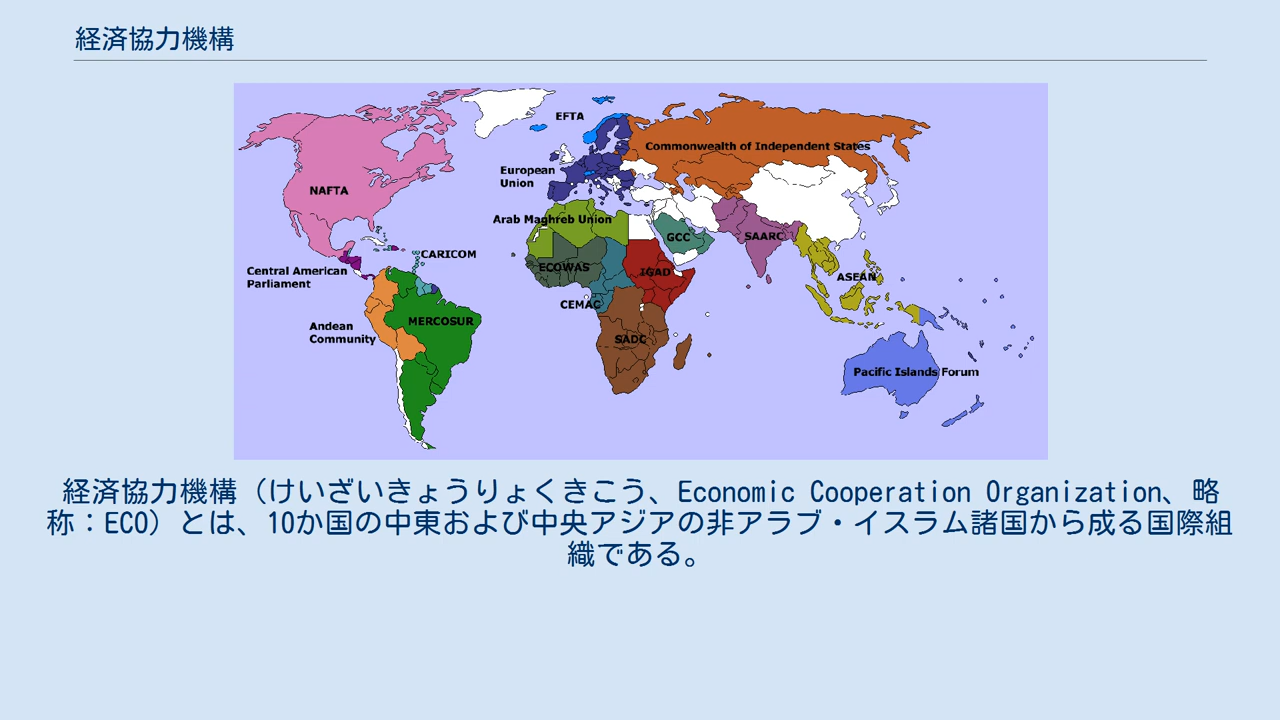 経済協力機構
EFTA
Commonwealth of Independent States
European
Union
NAFTA
Arab Maghreb Union
GCC
SAARC
CARICOM
Central American
Parliament
ECOWAS
IGAD
ASEAN
CEMAC
MERCOSUR
Andean
Community
SADC
Pacific Islands Forum
経済協力機構（けいざいきょうりょくきこう、Economic Cooperation Organization、略
称：ECO）とは、10か国の中東および中央アジアの非アラブ・イスラム諸国から成る国際組
織である。